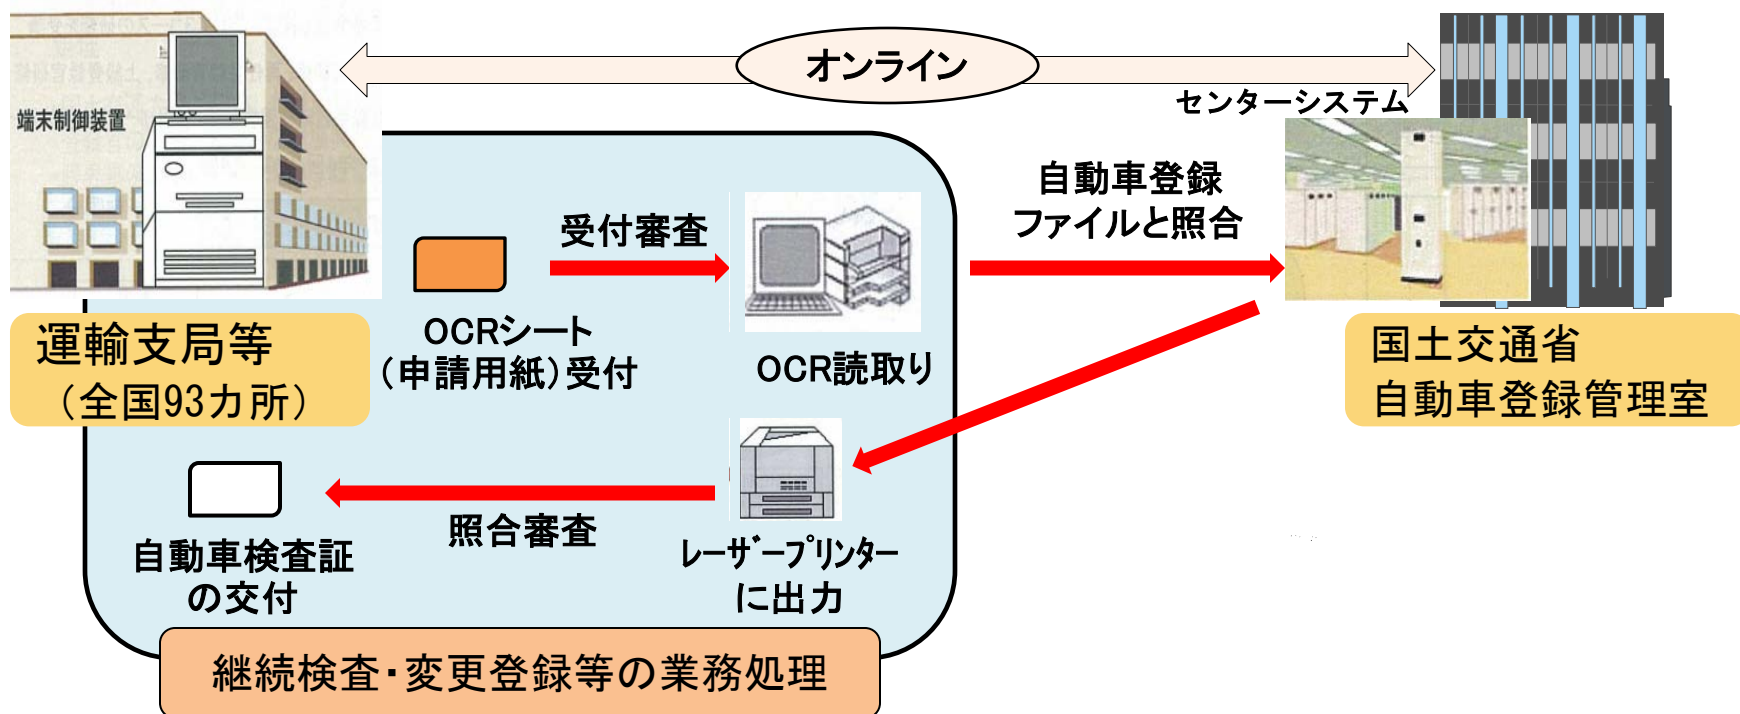 オンライン
センターシステム
端末制御装置
自動車登録
ファイルと照合
受付審査
OCRシート
（申請用紙）受付
OCR読取り
運輸支局等
（全国93カ所）
国土交通省
自動車登録管理室
照合審査
自動車検査証
の交付
レーザープリンター
に出力
継続検査・変更登録等の業務処理